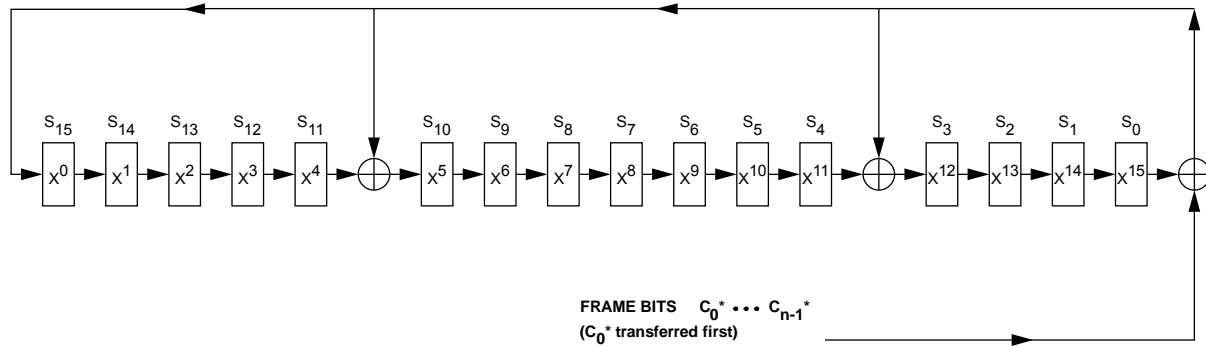 S15 S14 S13 S12 S11 S10 S9 S8 S7 S6 S5 S4 S3 S2 S1 S0
X0 X1 X2 X3 X4 X5 X6 X7 X8 X9 X10 X11 X12 X13 X14 X15
FRAME BITS C0* ••• Cn-1*
(C0* transferred first)